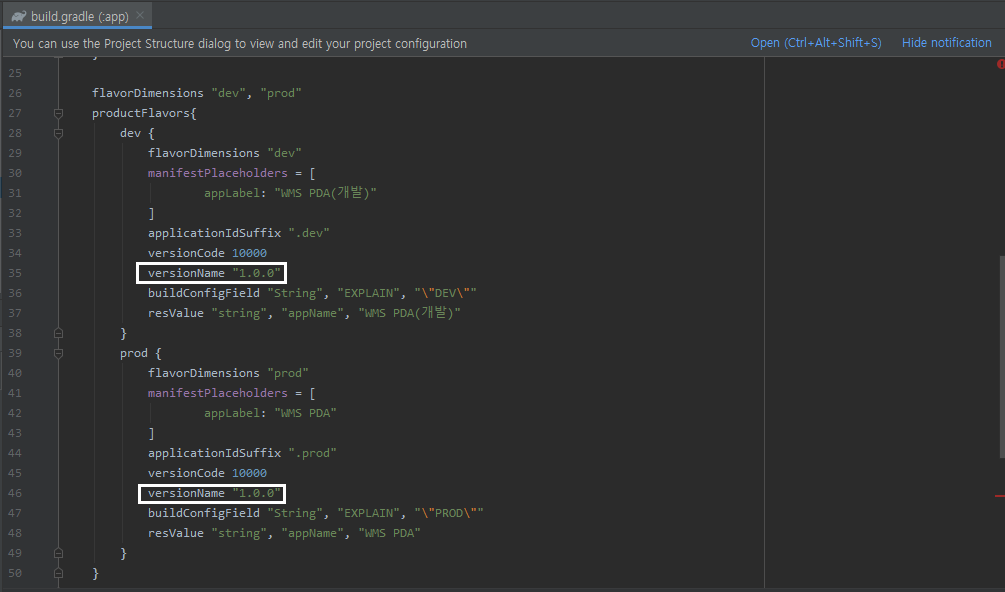 build.gradle (:app)
You can use the Project Structure dialog to view and edit your project configuration Open (Ctrl+Alt+Shift+S) Hide notification
25
26 flavorDimensions "dev", "prod"
27 productFlavors{
28 dev {
29 flavorDimensions "dev"
30 manifestPlaceholders = [
31 appLabel: "WMS PDA(개발)"
32 ]
33 applicationIdSuffix ".dev"
34 versionCode 10000
35 versionName "1.0.0"
36 buildConfigField "String", "EXPLAIN", "\"DEV\""
37 resValue "string", "appName", "WMS PDA(개발)"
38 }
39 prod {
40 flavorDimensions "prod"
41 manifestPlaceholders = [
42 appLabel: "WMS PDA"
43 ]
44 applicationIdSuffix ".prod"
45 versionCode 10000
46 versionName "1.0.0"
47 buildConfigField "String", "EXPLAIN", "\"PROD\""
48 resValue "string", "appName", "WMS PDA"
49 }
50 }